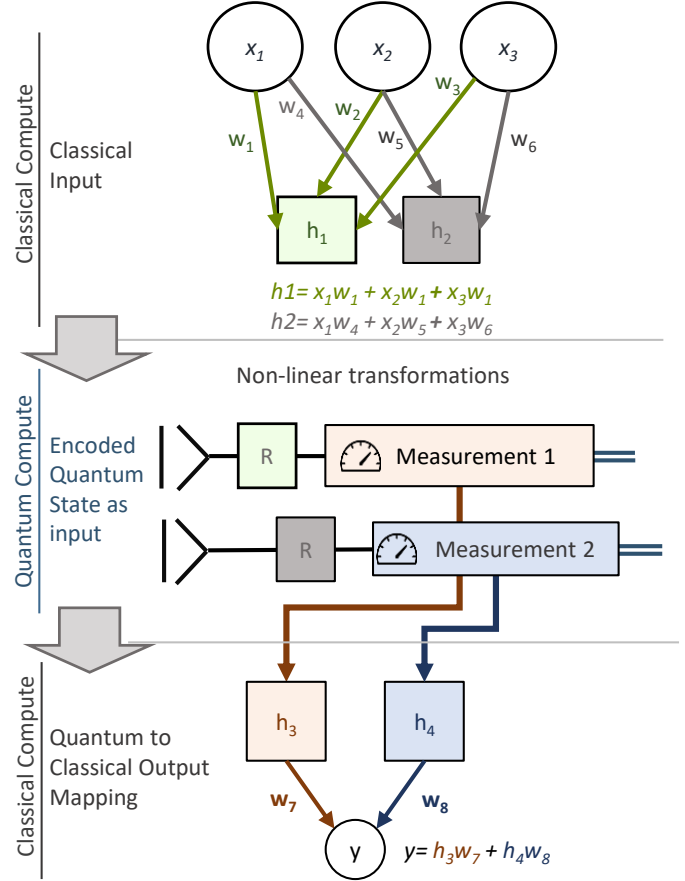 x₁ x₂ x₃
w₁ w₄ w₂ w₅ w₃ w₆
Classical Compute
Classical
Input
h₁ h₂
h1= x₁w₁ + x₂w₁ + x₃w₁
h2= x₁w₄ + x₂w₅ + x₃w₆
Non-linear transformations
Quantum Compute
Encoded
Quantum
State as
input
R Measurement 1
R Measurement 2
Classical Compute
Quantum to
Classical Output
Mapping
h₃ h₄
w₇ w₈
y y= h₃w₇ + h₄w₈